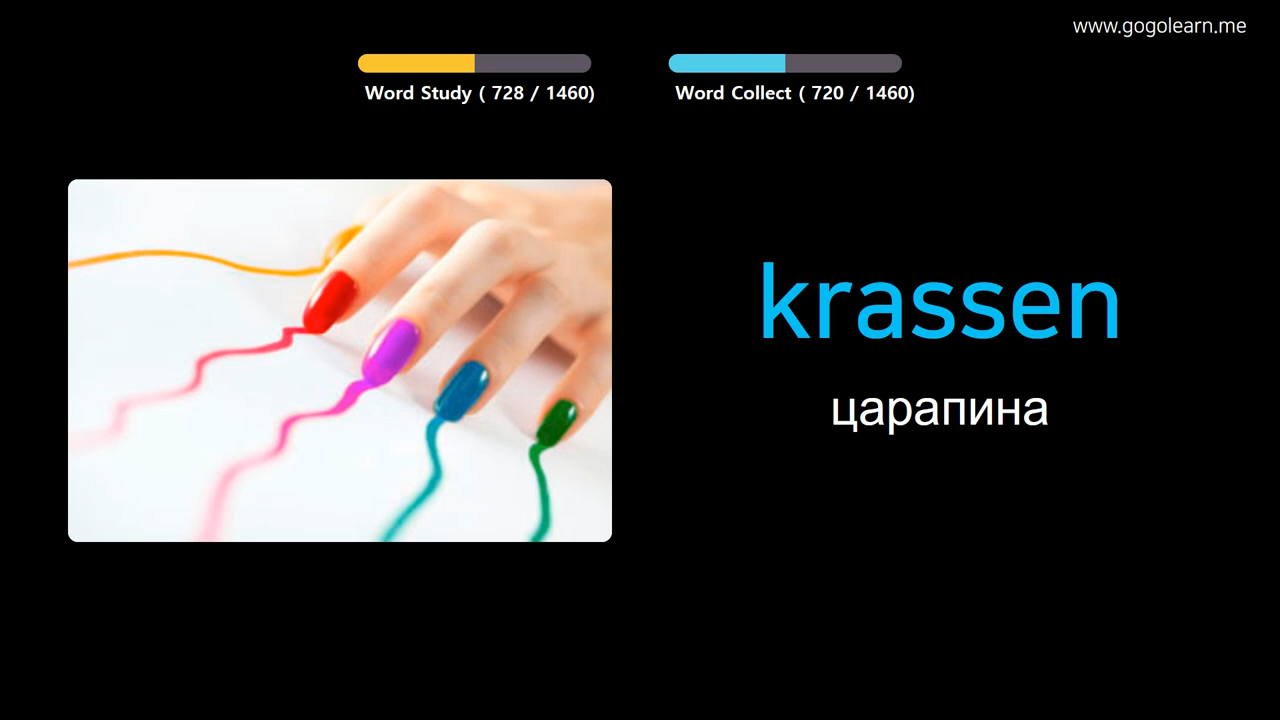 www.gogolearn.me
Word Study ( 728 / 1460)
Word Collect ( 720 / 1460)
krassen
царапина